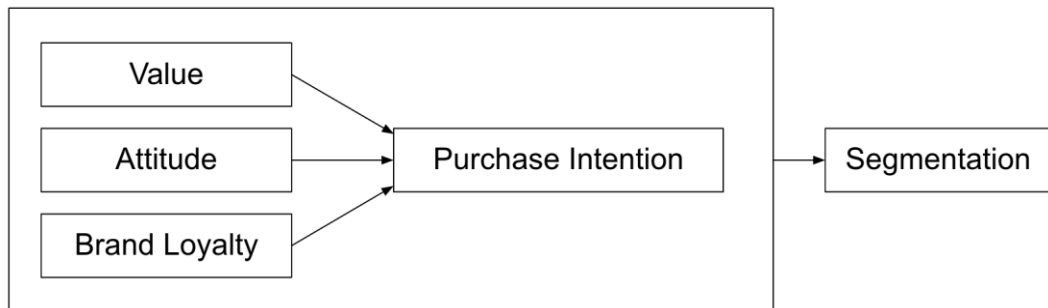 Value
Attitude
Brand Loyalty
Purchase Intention
Segmentation